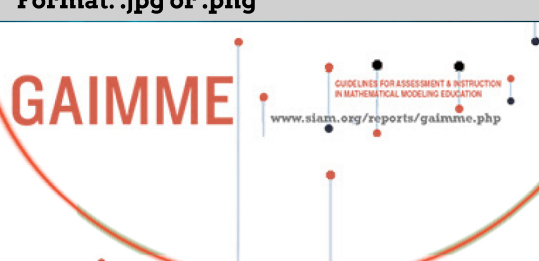 Format: .jpg or .png
GAIMME
GUIDELINES FOR ASSESSMENT & INSTRUCTION
IN MATHEMATICAL MODELING EDUCATION
www.siam.org/reports/gaimme.php